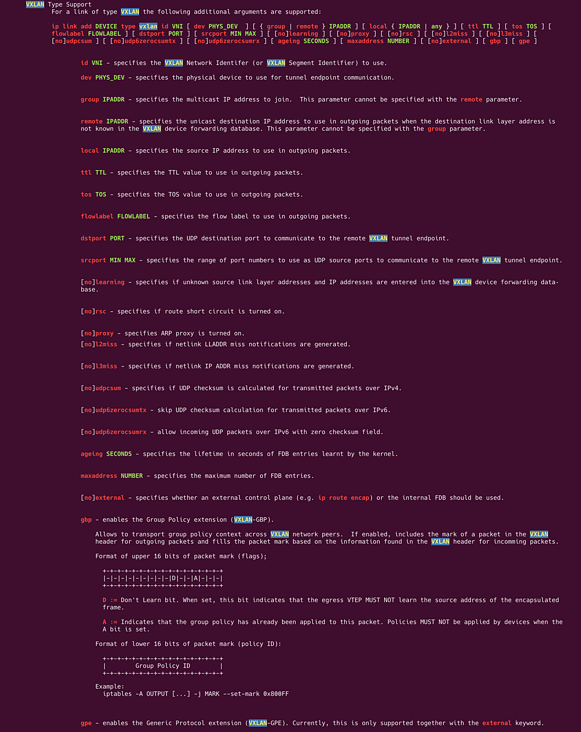 VXLAN Type Support
For a link of type VXLAN the following additional arguments are supported:
ip link add DEVICE type vxlan id VNI [ dev PHYS_DEV  ] [ { group | remote } IPADDR ] [ local { IPADDR | any } ] [ ttl TTL ] [ tos TOS ] [
flowlabel FLOWLABEL ] [ dstport PORT ] [ srcport MIN MAX ] [ [no]learning ] [ [no]proxy ] [ [no]rsc ] [ [no]l2miss ] [ [no]l3miss ] [
[no]udpcsum ] [ [no]udp6zerocsumtx ] [ [no]udp6zerocsumrx ] [ ageing SECONDS ] [ maxaddress NUMBER ] [ [no]external ] [ gbp ] [ gpe ]
id VNI - specifies the VXLAN Network Identifer (or VXLAN Segment Identifier) to use.
dev PHYS_DEV - specifies the physical device to use for tunnel endpoint communication.
group IPADDR - specifies the multicast IP address to join.  This parameter cannot be specified with the remote parameter.
remote IPADDR - specifies the unicast destination IP address to use in outgoing packets when the destination link layer address is
not known in the VXLAN device forwarding database. This parameter cannot be specified with the group parameter.
local IPADDR - specifies the source IP address to use in outgoing packets.
ttl TTL - specifies the TTL value to use in outgoing packets.
tos TOS - specifies the TOS value to use in outgoing packets.
flowlabel FLOWLABEL - specifies the flow label to use in outgoing packets.
dstport PORT - specifies the UDP destination port to communicate to the remote VXLAN tunnel endpoint.
srcport MIN MAX - specifies the range of port numbers to use as UDP source ports to communicate to the remote VXLAN tunnel endpoint.
[no]learning - specifies if unknown source link layer addresses and IP addresses are entered into the VXLAN device forwarding data-
base.
[no]rsc - specifies if route short circuit is turned on.
[no]proxy - specifies ARP proxy is turned on.
[no]l2miss - specifies if netlink LLADDR miss notifications are generated.
[no]l3miss - specifies if netlink IP ADDR miss notifications are generated.
[no]udpcsum - specifies if UDP checksum is calculated for transmitted packets over IPv4.
[no]udp6zerocsumtx - skip UDP checksum calculation for transmitted packets over IPv6.
[no]udp6zerocsumrx - allow incoming UDP packets over IPv6 with zero checksum field.
ageing SECONDS - specifies the lifetime in seconds of FDB entries learnt by the kernel.
maxaddress NUMBER - specifies the maximum number of FDB entries.
[no]external - specifies whether an external control plane (e.g. ip route encap) or the internal FDB should be used.
gbp - enables the Group Policy extension (VXLAN-GBP).
Allows to transport group policy context across VXLAN network peers.  If enabled, includes the mark of a packet in the VXLAN
header for outgoing packets and fills the packet mark based on the information found in the VXLAN header for incomming packets.
Format of upper 16 bits of packet mark (flags);
+-+-+-+-+-+-+-+-+-+-+-+-+-+-+-+-+
|-|-|-|-|-|-|-|-|-|D|-|-|A|-|-|-|
+-+-+-+-+-+-+-+-+-+-+-+-+-+-+-+-+
D := Don't Learn bit. When set, this bit indicates that the egress VTEP MUST NOT learn the source address of the encapsulated
frame.
A := Indicates that the group policy has already been applied to this packet. Policies MUST NOT be applied by devices when the
A bit is set.
Format of lower 16 bits of packet mark (policy ID):
+-+-+-+-+-+-+-+-+-+-+-+-+-+-+-+-+
|        Group Policy ID        |
+-+-+-+-+-+-+-+-+-+-+-+-+-+-+-+-+
Example:
iptables -A OUTPUT [...] -j MARK --set-mark 0x800FF
gpe - enables the Generic Protocol extension (VXLAN-GPE). Currently, this is only supported together with the external keyword.